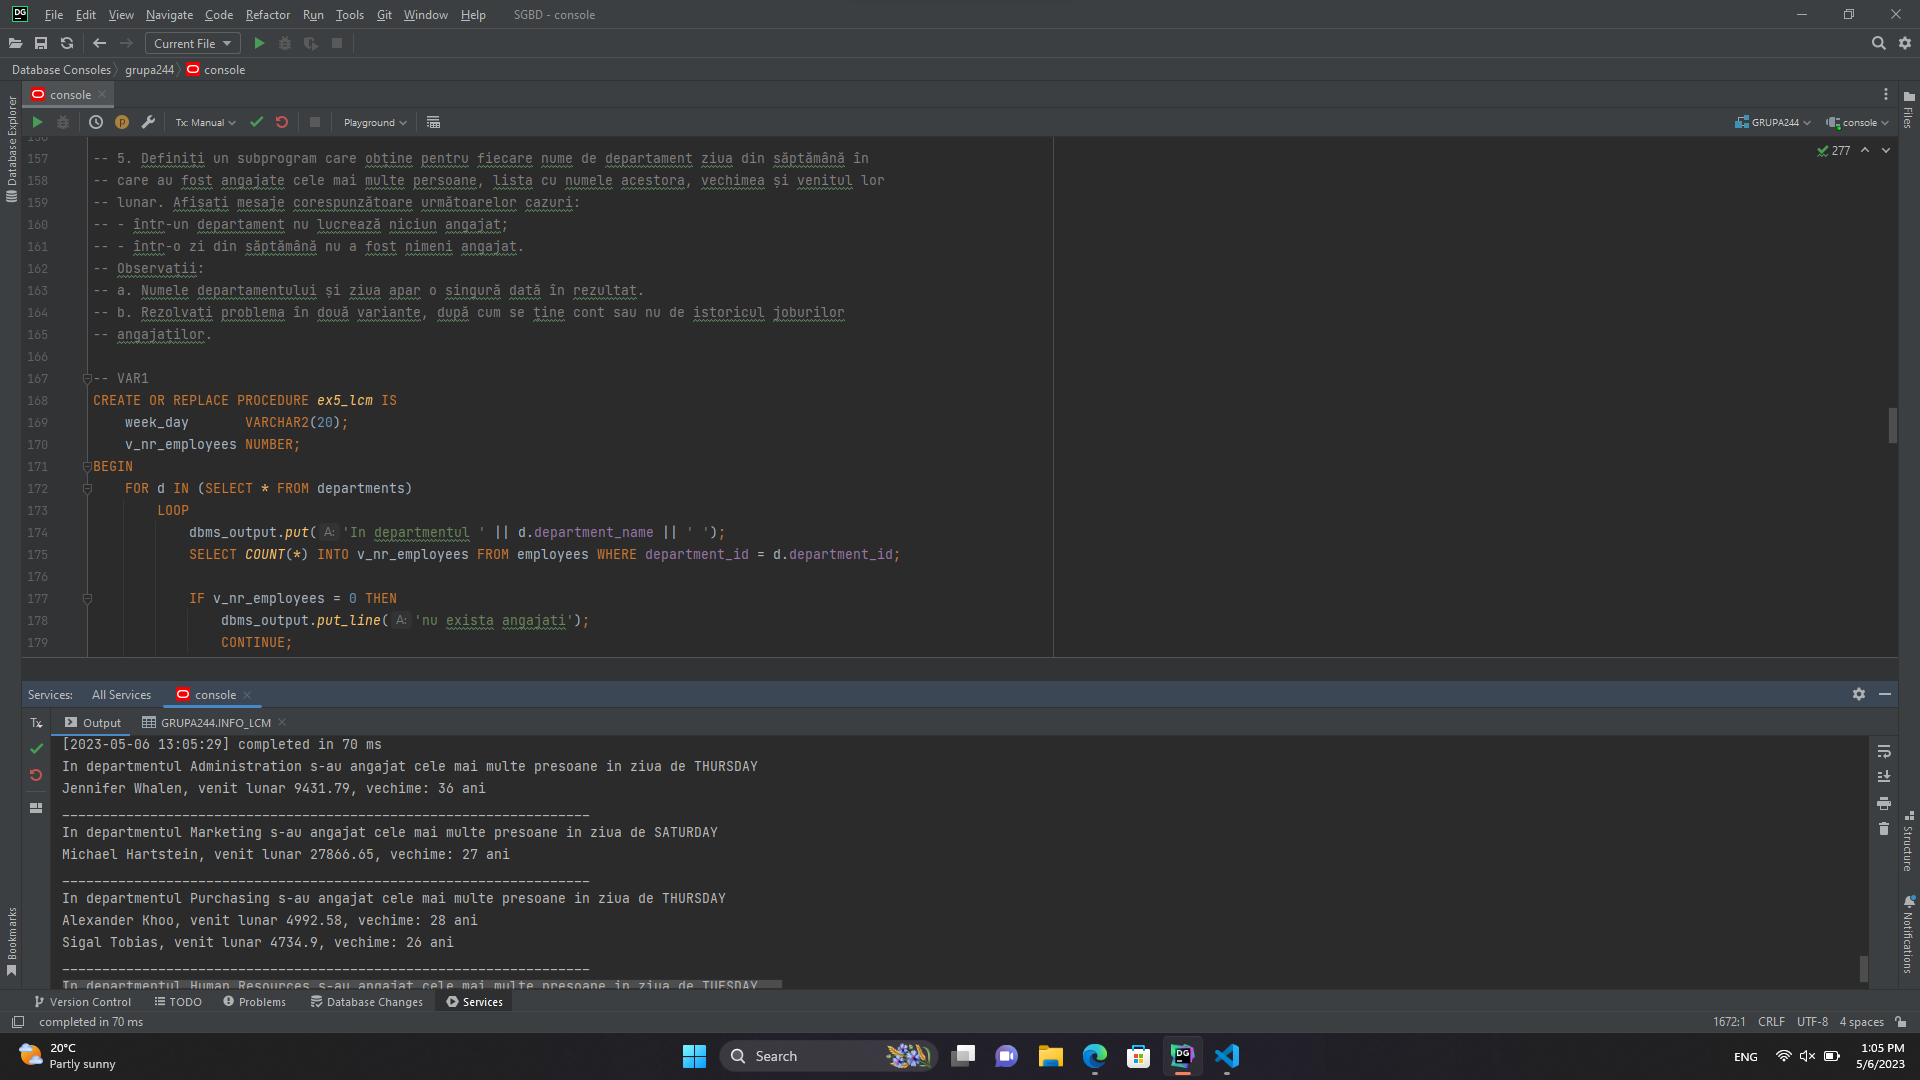 File Edit View Navigate Code Refactor Run Tools Git Window Help SGBD - console
Current File
Database Consoles grupa244 console
console
Tx: Manual Playground GRUPA244 console
277
Database Explorer
Files
157 -- 5. Definiți un subprogram care obține pentru fiecare nume de departament ziua din săptămână în
158 -- care au fost angajate cele mai multe persoane, lista cu numele acestora, vechimea și venitul lor
159 -- lunar. Afișați mesaje corespunzătoare următoarelor cazuri:
160 -- - într-un departament nu lucrează niciun angajat;
161 -- - într-o zi din săptămână nu a fost nimeni angajat.
162 -- Observații:
163 -- a. Numele departamentului și ziua apar o singură dată în rezultat.
164 -- b. Rezolvați problema în două variante, după cum se ține cont sau nu de istoricul joburilor
165 -- angajaților.
166
167 -- VAR1
168 CREATE OR REPLACE PROCEDURE ex5_lcm IS
169 week_day VARCHAR2(20);
170 v_nr_employees NUMBER;
171 BEGIN
172 FOR d IN (SELECT * FROM departments)
173 LOOP
174 dbms_output.put( A: 'In departmentul ' || d.department_name || ' ');
175 SELECT COUNT(*) INTO v_nr_employees FROM employees WHERE department_id = d.department_id;
176
177 IF v_nr_employees = 0 THEN
178 dbms_output.put_line( A: 'nu exista angajati');
179 CONTINUE;
Services: All Services console
Tx Output GRUPA244.INFO_LCM
[2023-05-06 13:05:29] completed in 70 ms
In departmentul Administration s-au angajat cele mai multe presoane in ziua de THURSDAY
Jennifer Whalen, venit lunar 9431.79, vechime: 36 ani
__________________________________________________________________
In departmentul Marketing s-au angajat cele mai multe presoane in ziua de SATURDAY
Michael Hartstein, venit lunar 27866.65, vechime: 27 ani
__________________________________________________________________
In departmentul Purchasing s-au angajat cele mai multe presoane in ziua de THURSDAY
Alexander Khoo, venit lunar 4992.58, vechime: 28 ani
Sigal Tobias, venit lunar 4734.9, vechime: 26 ani
__________________________________________________________________
In departmentul Human Resources s-au angajat cele mai multe presoane in ziua de TUESDAY
Bookmarks
Structure
Notifications
Version Control TODO Problems Database Changes Services
completed in 70 ms 1672:1 CRLF UTF-8 4 spaces
20°C
Partly sunny
Search
ENG
1:05 PM
5/6/2023